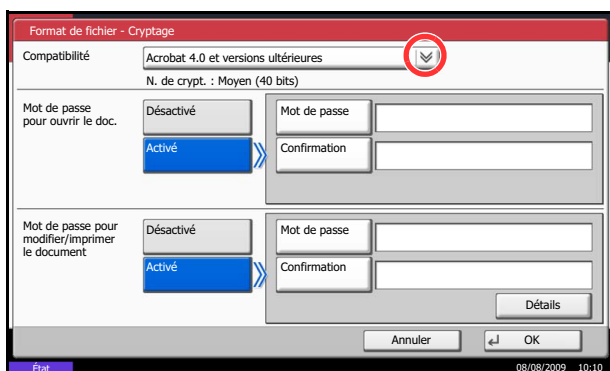 Format de fichier - Cryptage
Compatibilité
Acrobat 4.0 et versions ultérieures
N. de crypt. : Moyen (40 bits)
Mot de passe
pour ouvrir le doc.
Désactivé
Activé
Mot de passe
Confirmation
Mot de passe pour
modifier/imprimer
le document
Désactivé
Activé
Mot de passe
Confirmation
Détails
Annuler
OK
État
08/08/2009 10:10